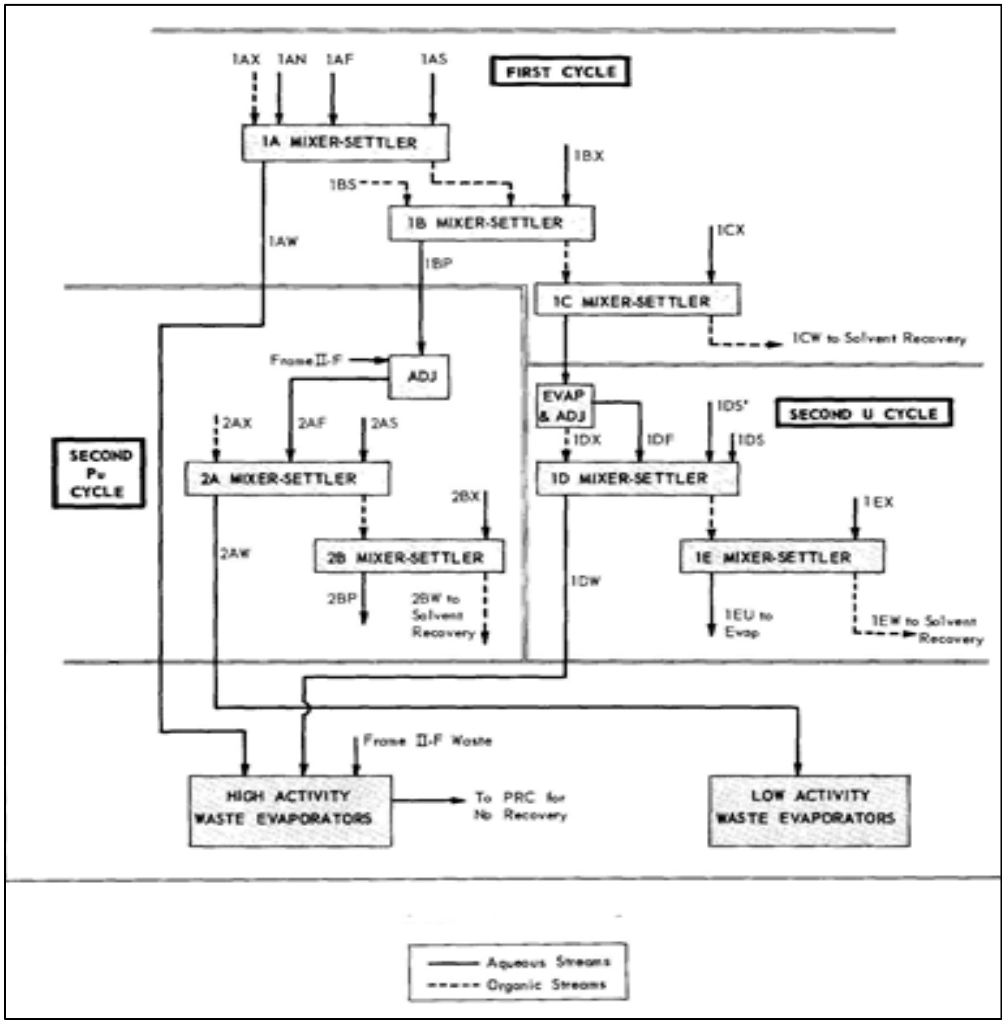 1AX 1AN 1AF 1AS
FIRST CYCLE
1A MIXER-SETTLER
1BX
1BS
1B MIXER-SETTLER
1AW
1BP
1CX
1C MIXER-SETTLER
1CW to Solvent Recovery
Frame II-F
ADJ
EVAP
& ADJ
1DS'
SECOND U CYCLE
2AX
2AF
2AS
1DX
1DF
1DS
SECOND
Pu
CYCLE
2A MIXER-SETTLER
1D MIXER-SETTLER
2BX
1EX
2AW
2B MIXER-SETTLER
1E MIXER-SETTLER
1DW
2BP
2BW to
Solvent
Recovery
1EU to
Evap
1EW to Solvent
Recovery
Frame II-F Waste
HIGH ACTIVITY
WASTE EVAPORATORS
To PRC for
No Recovery
LOW ACTIVITY
WASTE EVAPORATORS
Aqueous Streams
Organic Streams